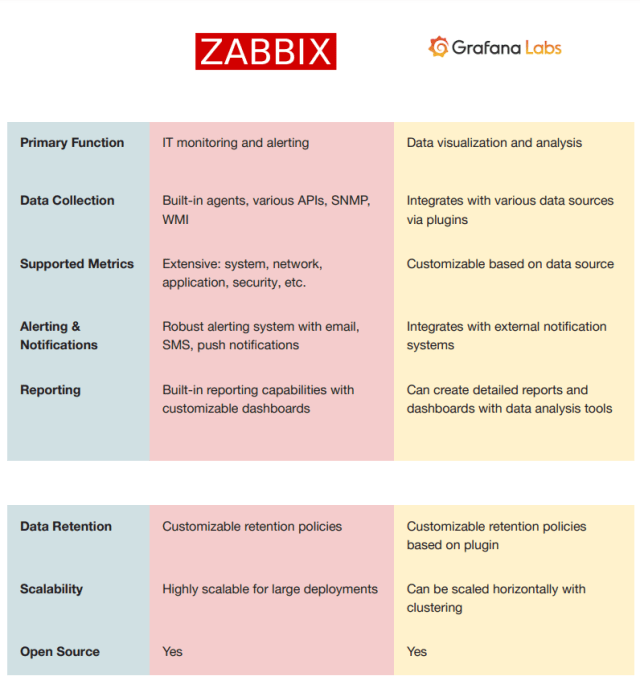 ZABBIX
Grafana Labs
Primary Function
IT monitoring and alerting
Data visualization and analysis
Data Collection
Built-in agents, various APIs, SNMP,
WMI
Integrates with various data sources
via plugins
Supported Metrics
Extensive: system, network,
application, security, etc.
Customizable based on data source
Alerting &
Notifications
Robust alerting system with email,
SMS, push notifications
Integrates with external notification
systems
Reporting
Built-in reporting capabilities with
customizable dashboards
Can create detailed reports and
dashboards with data analysis tools
Data Retention
Customizable retention policies
Customizable retention policies
based on plugin
Scalability
Highly scalable for large deployments
Can be scaled horizontally with
clustering
Open Source
Yes
Yes